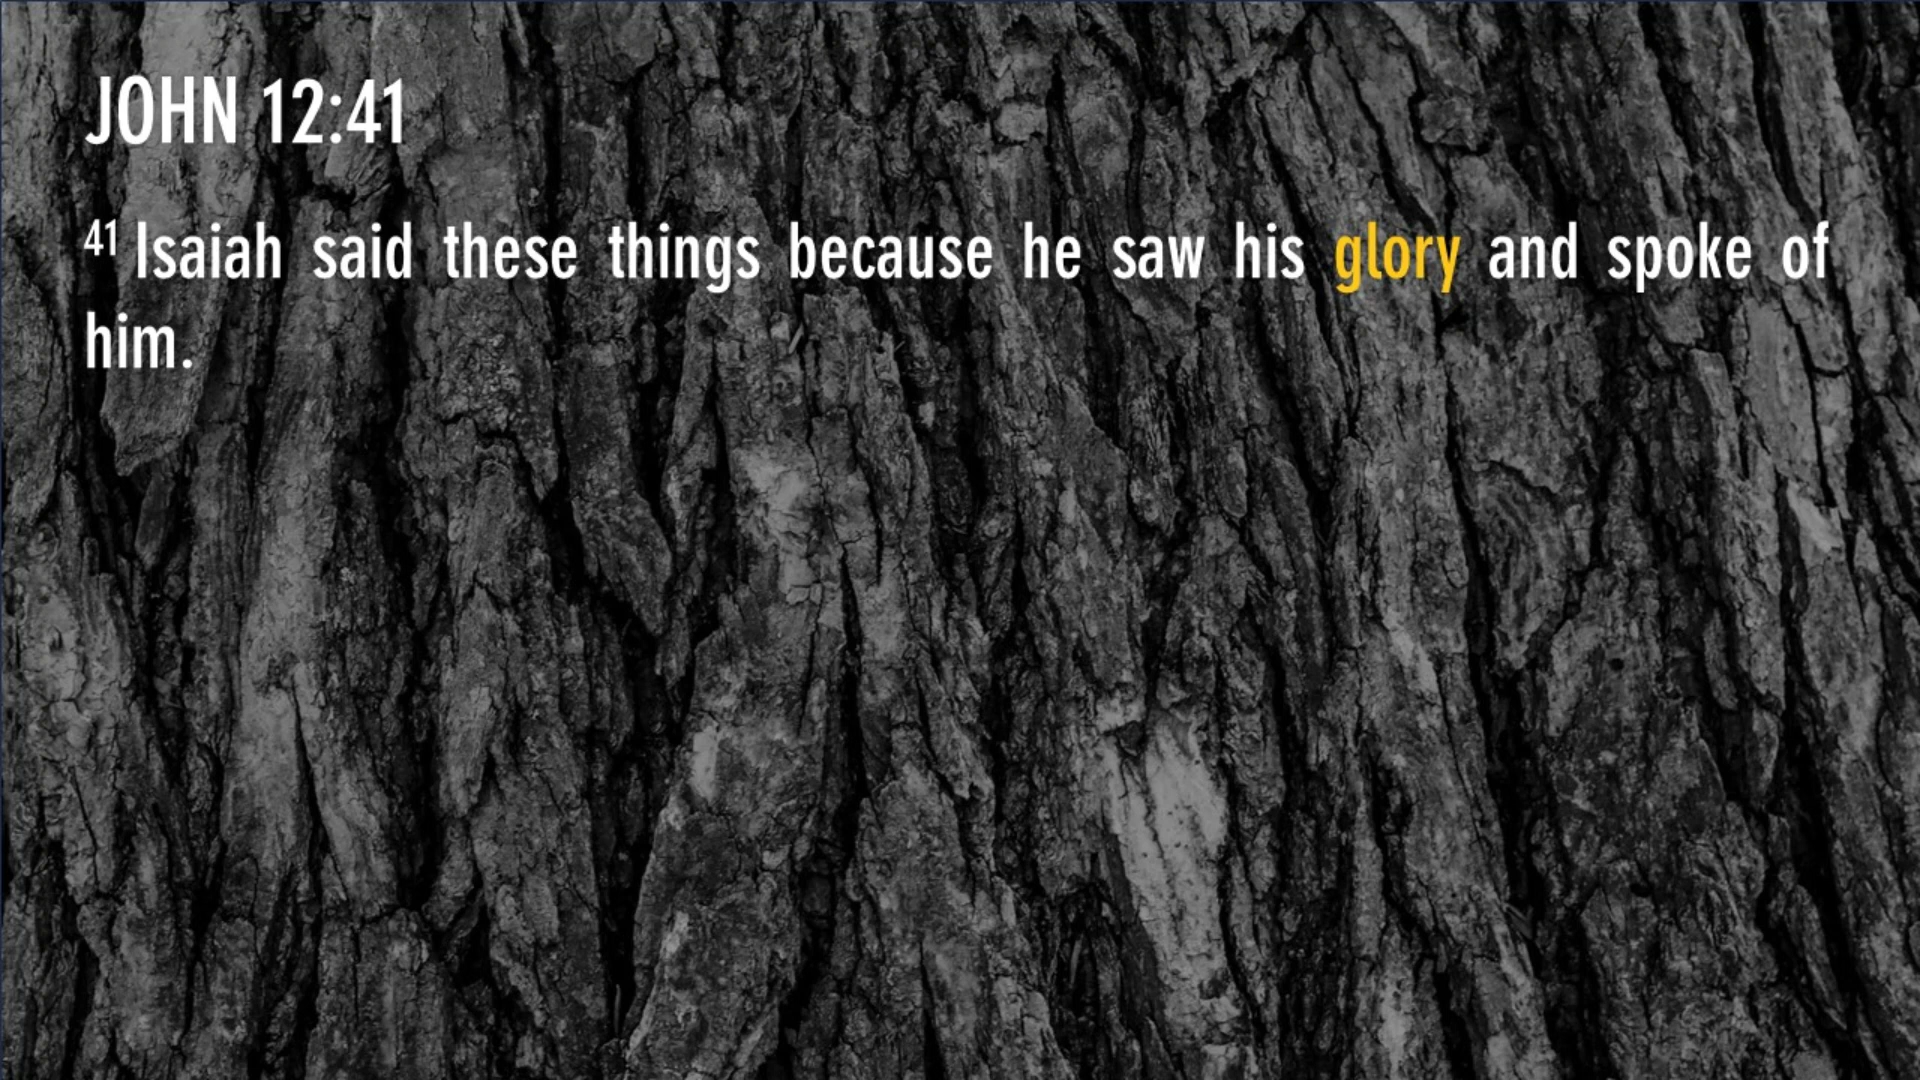 JOHN 12:41
41 Isaiah said these things because he saw his glory and spoke of
him.